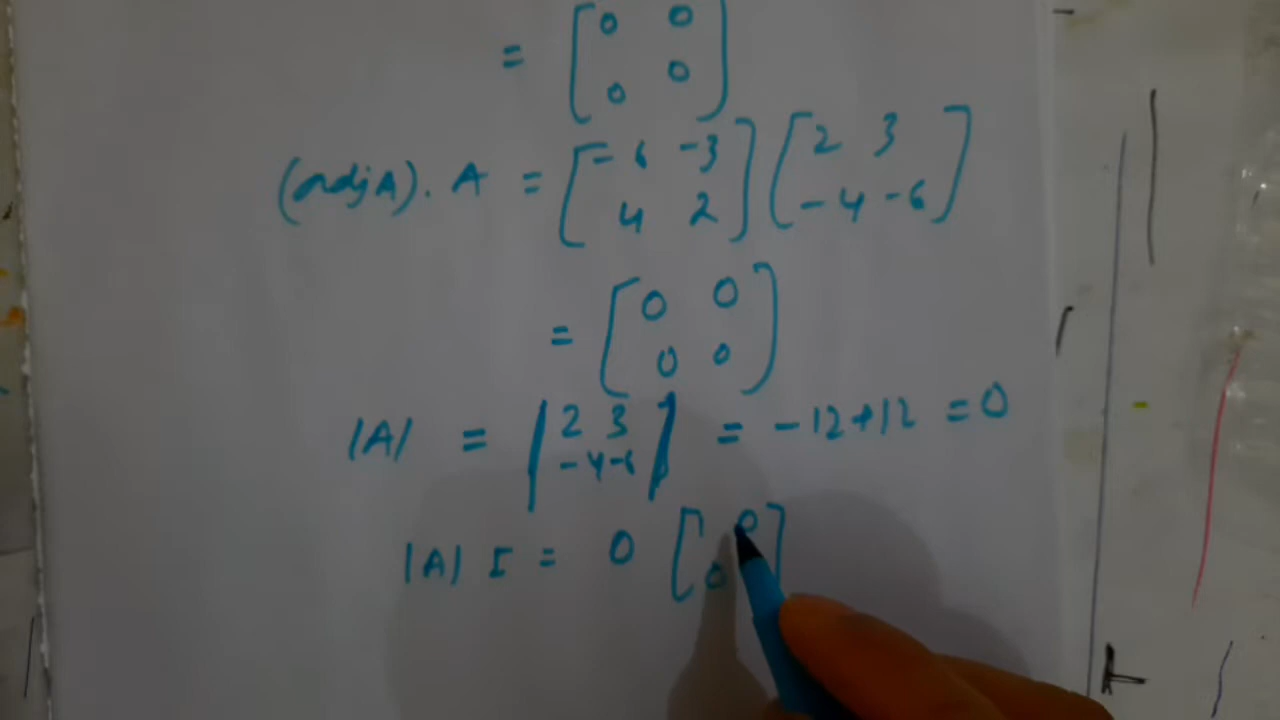 = [0 0
0 0]
(adjA). A = [-6 -3
4 2] [2 3
-4 -6]
= [0 0
0 0]
|A| = |2 3
-4 -6| = -12+12 =0
|A| I = 0 [1 0
0]